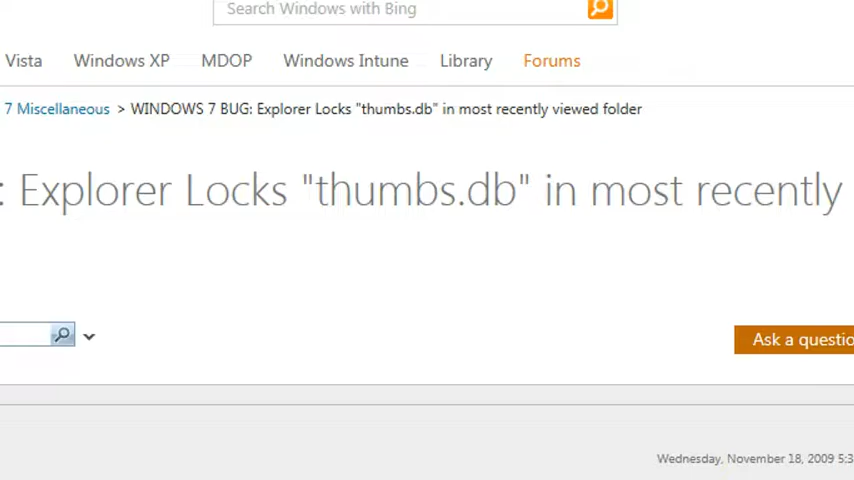 Search Windows with Bing
Vista Windows XP MDOP Windows Intune Library Forums
7 Miscellaneous > WINDOWS 7 BUG: Explorer Locks "thumbs.db" in most recently viewed folder
: Explorer Locks "thumbs.db" in most recently
Ask a questio
Wednesday, November 18, 2009 5:3